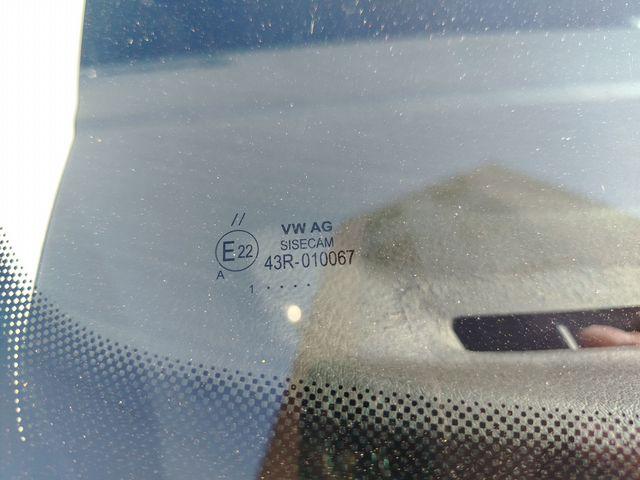 //
VW AG
E22
SISECAM
43R-010067
A
1 ....